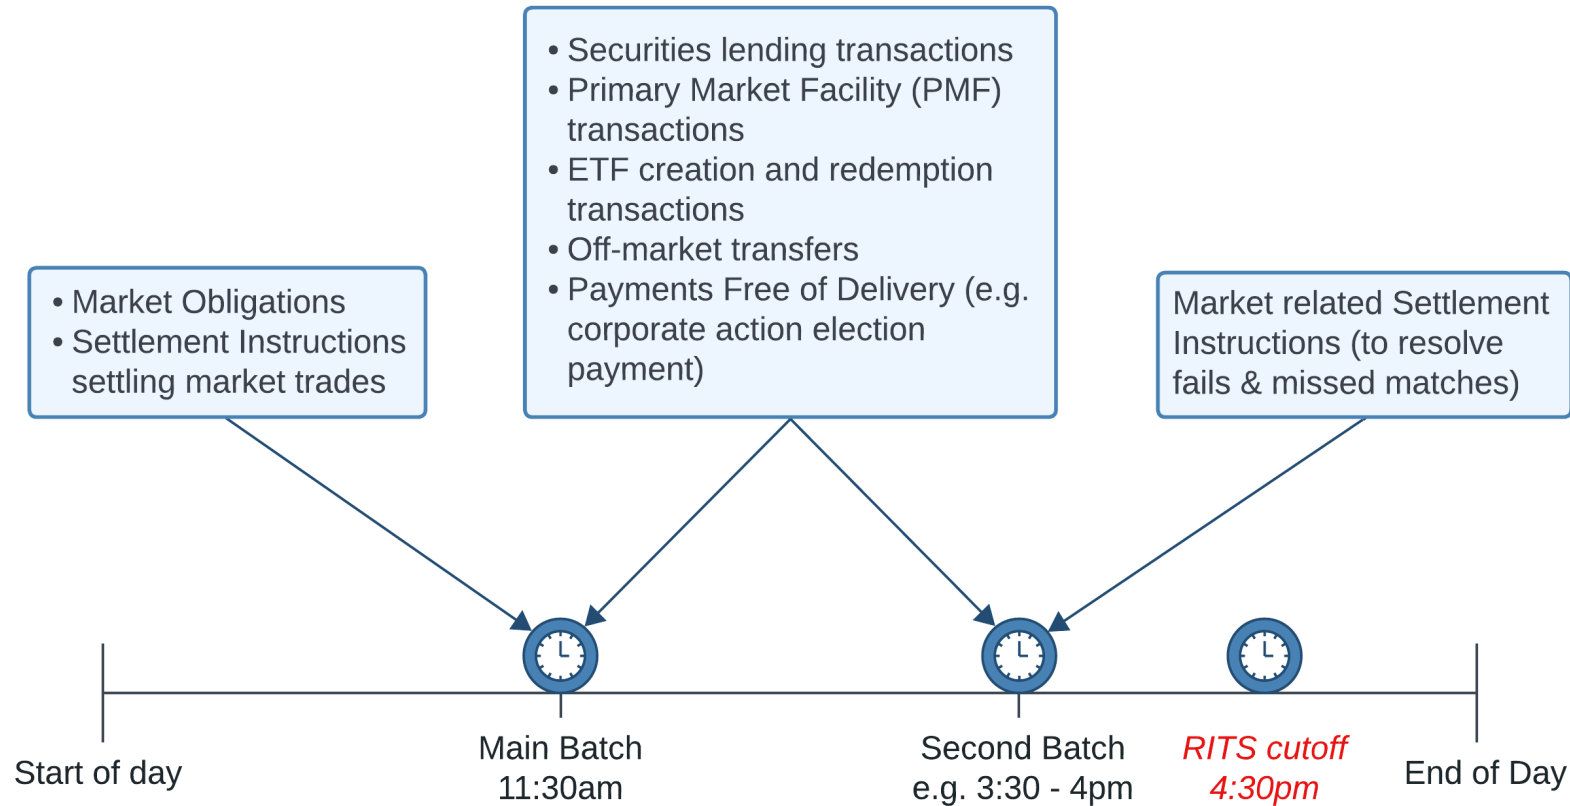 • Securities lending transactions
• Primary Market Facility (PMF)
transactions
• ETF creation and redemption
transactions
• Off-market transfers
• Payments Free of Delivery (e.g.
corporate action election
payment)
• Market Obligations
• Settlement Instructions
settling market trades
Market related Settlement
Instructions (to resolve
fails & missed matches)
Start of day
Main Batch
11:30am
Second Batch
e.g. 3:30 - 4pm
RITS cutoff
4:30pm
End of Day